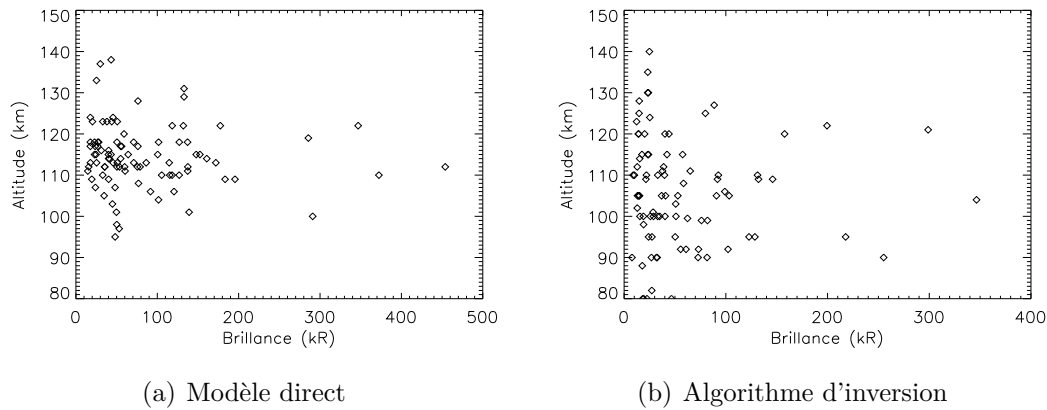 150
140
130
120
110
100
90
80
Altitude (km)
0 100 200 300 400 500
Brillance (kR)
(a) Modèle direct
150
140
130
120
110
100
90
80
Altitude (km)
0 100 200 300 400
Brillance (kR)
(b) Algorithme d'inversion